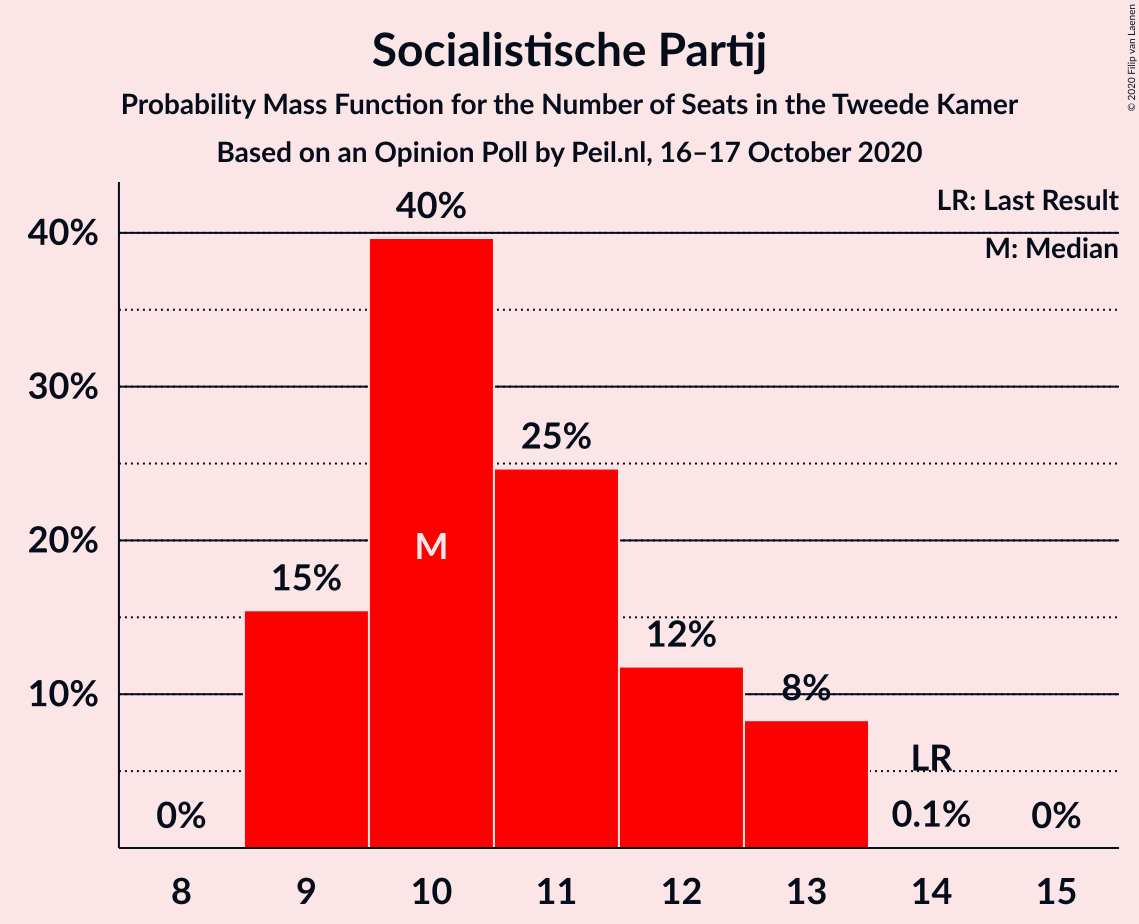 Socialistische Partij
Probability Mass Function for the Number of Seats in the Tweede Kamer
Based on an Opinion Poll by Peil.nl, 16–17 October 2020
© 2020 Filip van Laenen
LR: Last Result
M: Median
40%
30%
20%
10%
0%
15%
40%
M
25%
12%
8%
LR
0.1%
0%
8 9 10 11 12 13 14 15